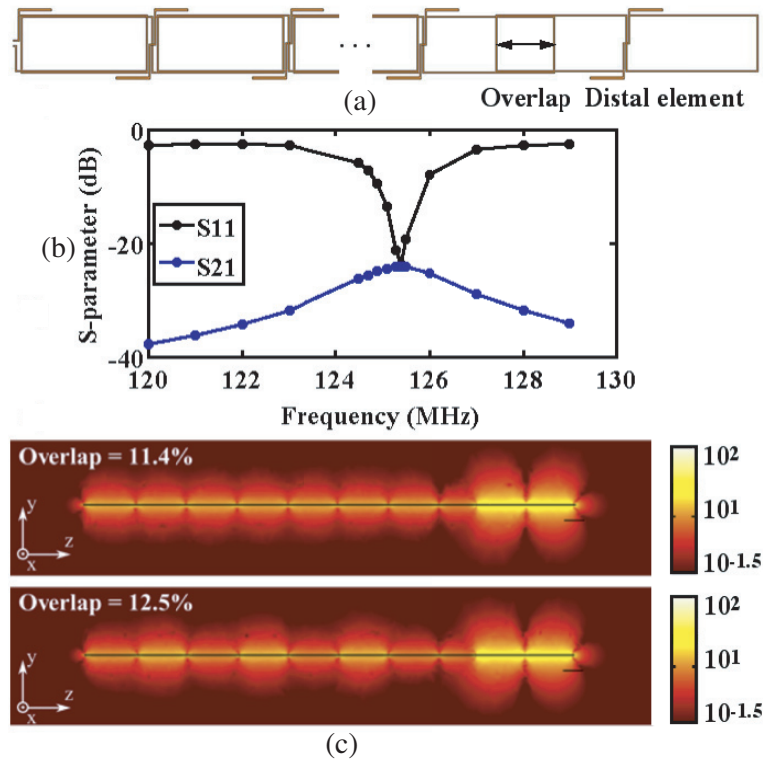 . . .
(a)
Overlap Distal element
0
-20
-40
S-parameter (dB)
(b)
S11
S21
120 122 124 126 128 130
Frequency (MHz)
Overlap = 11.4%
y
z
x
10²
10¹
10⁻¹·⁵
Overlap = 12.5%
y
z
x
10²
10¹
10⁻¹·⁵
(c)